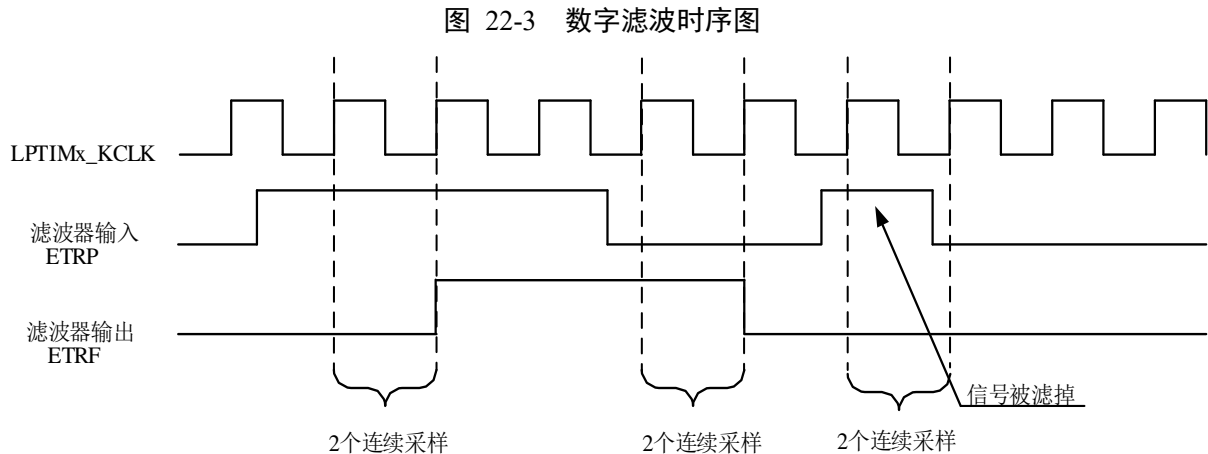 图 22-3 数字滤波时序图
LPTIMx_KCLK
滤波器输入
ETRP
滤波器输出
ETRF
信号被滤掉
2个连续采样
2个连续采样
2个连续采样